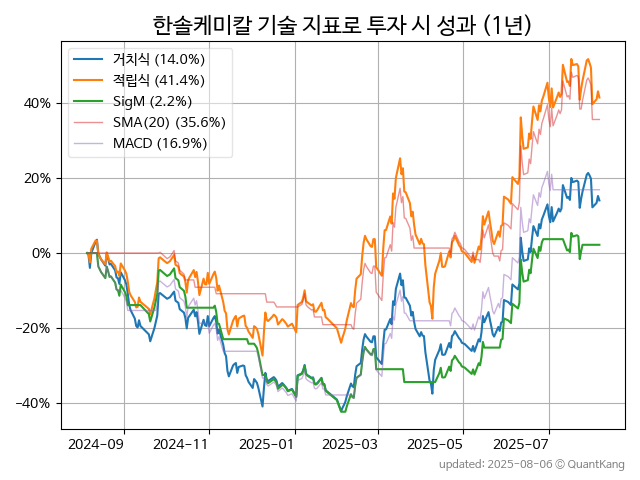 한솔케미칼 기술 지표로 투자 시 성과 (1년)
거치식 (14.0%)
적립식 (41.4%)
SigM (2.2%)
SMA(20) (35.6%)
MACD (16.9%)
40%
20%
0%
−20%
−40%
2024-09 2024-11 2025-01 2025-03 2025-05 2025-07
updated: 2025-08-06 © QuantKang